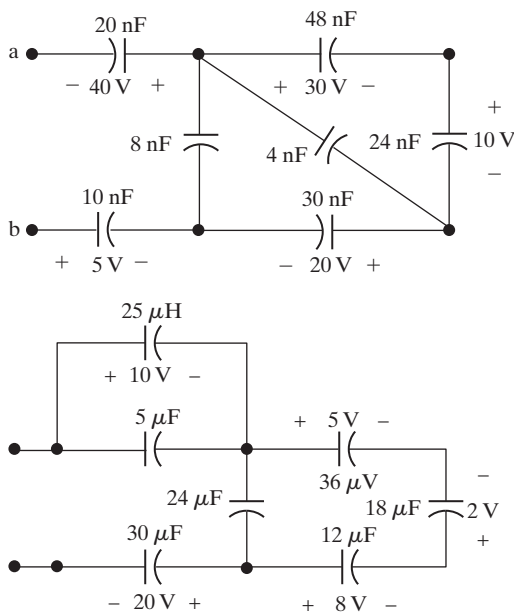 20 nF 48 nF
a
− 40 V + + 30 V −
8 nF 4 nF 24 nF + 10 V −
10 nF 30 nF
b
+ 5 V − − 20 V +
25 μH
+ 10 V −
5 μF + 5 V −
36 μV
24 μF 18 μF − 2 V +
30 μF 12 μF
− 20 V + + 8 V −